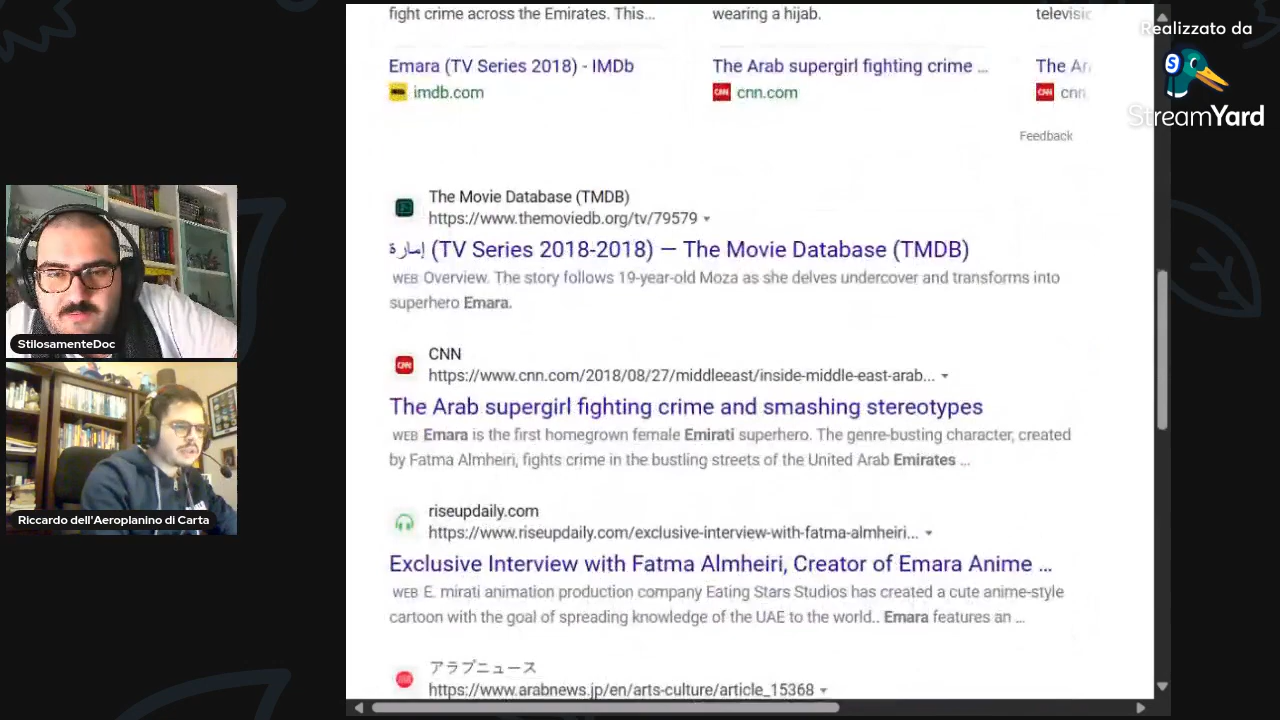 fight crime across the Emirates. This...
wearing a hijab.
Emara (TV Series 2018) - IMDb
imdb.com
The Arab supergirl fighting crime ...
CNN
cnn.com
The A
CNN
Feedback
The Movie Database (TMDB)
https://www.themoviedb.org/tv/79579
إمارة (TV Series 2018-2018) — The Movie Database (TMDB)
WEB Overview. The story follows 19-year-old Moza as she delves undercover and transforms into
superhero Emara.
CNN
CNN
https://www.cnn.com/2018/08/27/middleeast/inside-middle-east-arab...
The Arab supergirl fighting crime and smashing stereotypes
WEB Emara is the first homegrown female Emirati superhero. The genre-busting character, created
by Fatma Almheiri, fights crime in the bustling streets of the United Arab Emirates ...
riseupdaily.com
https://www.riseupdaily.com/exclusive-interview-with-fatma-almheiri...
Exclusive Interview with Fatma Almheiri, Creator of Emara Anime ...
WEB E. mirati animation production company Eating Stars Studios has created a cute anime-style
cartoon with the goal of spreading knowledge of the UAE to the world.. Emara features an ...
アラブニュース
https://www.arabnews.jp/en/arts-culture/article_15368
StilosamenteDoc
Riccardo dell'Aeroplanino di Carta
Realizzato da
S
StreamYard